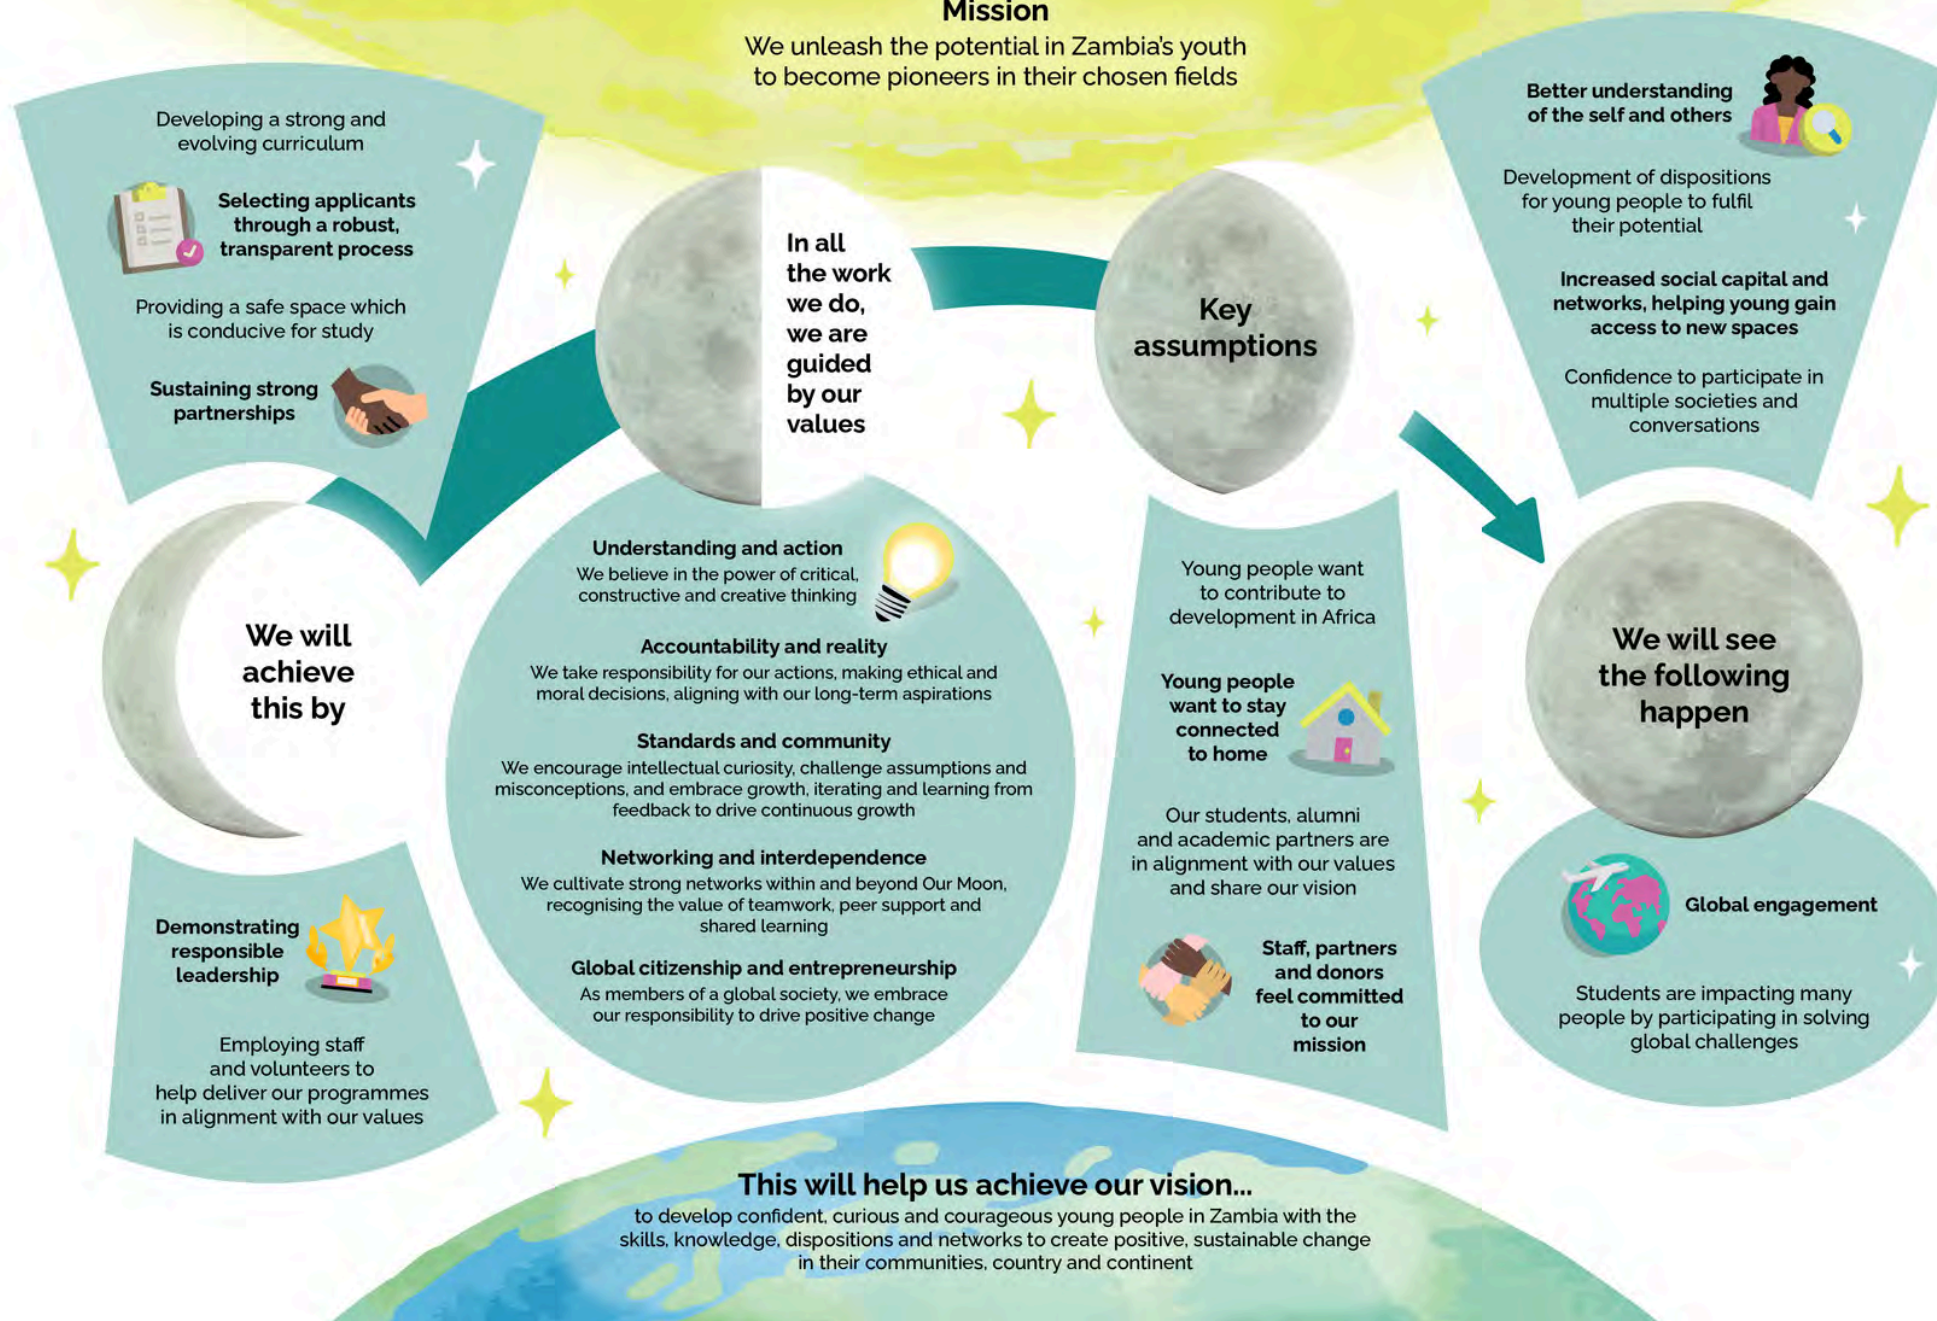 Mission
We unleash the potential in Zambia's youth
to become pioneers in their chosen fields
Developing a strong and
evolving curriculum
Selecting applicants
through a robust,
transparent process
Providing a safe space which
is conducive for study
Sustaining strong
partnerships
We will
achieve
this by
Demonstrating
responsible
leadership
Employing staff
and volunteers to
help deliver our programmes
in alignment with our values
In all
the work
we do,
we are
guided
by our
values
Understanding and action
We believe in the power of critical,
constructive and creative thinking
Accountability and reality
We take responsibility for our actions, making ethical and
moral decisions, aligning with our long-term aspirations
Standards and community
We encourage intellectual curiosity, challenge assumptions and
misconceptions, and embrace growth, iterating and learning from
feedback to drive continuous growth
Networking and interdependence
We cultivate strong networks within and beyond Our Moon,
recognising the value of teamwork, peer support and
shared learning
Global citizenship and entrepreneurship
As members of a global society, we embrace
our responsibility to drive positive change
Key
assumptions
Young people want
to contribute to
development in Africa
Young people
want to stay
connected
to home
Our students, alumni
and academic partners are
in alignment with our values
and share our vision
Staff, partners
and donors
feel committed
to our
mission
Better understanding
of the self and others
Development of dispositions
for young people to fulfil
their potential
Increased social capital and
networks, helping young gain
access to new spaces
Confidence to participate in
multiple societies and
conversations
We will see
the following
happen
Global engagement
Students are impacting many
people by participating in solving
global challenges
This will help us achieve our vision...
to develop confident, curious and courageous young people in Zambia with the
skills, knowledge, dispositions and networks to create positive, sustainable change
in their communities, country and continent